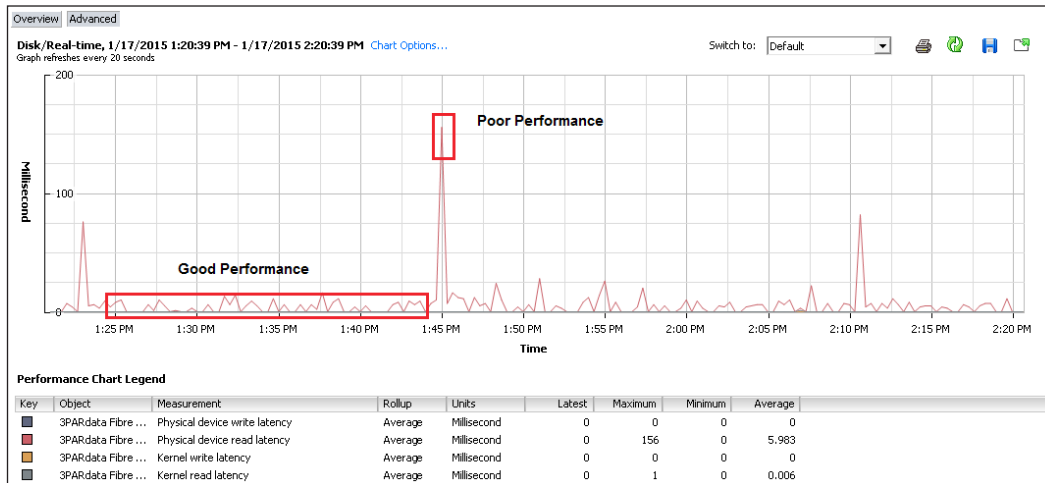 Overview Advanced
Disk/Real-time, 1/17/2015 1:20:39 PM - 1/17/2015 2:20:39 PM Chart Options... Switch to: Default
Graph refreshes every 20 seconds
200
Poor Performance
Millisecond
100
Good Performance
0
1:25 PM 1:30 PM 1:35 PM 1:40 PM 1:45 PM 1:50 PM 1:55 PM 2:00 PM 2:05 PM 2:10 PM 2:15 PM 2:20 PM
Time
Performance Chart Legend
Key Object Measurement Rollup Units Latest Maximum Minimum Average
3PARdata Fibre ... Physical device write latency Average Millisecond 0 0 0 0
3PARdata Fibre ... Physical device read latency Average Millisecond 0 156 0 5.983
3PARdata Fibre ... Kernel write latency Average Millisecond 0 0 0 0
3PARdata Fibre ... Kernel read latency Average Millisecond 0 1 0 0.006